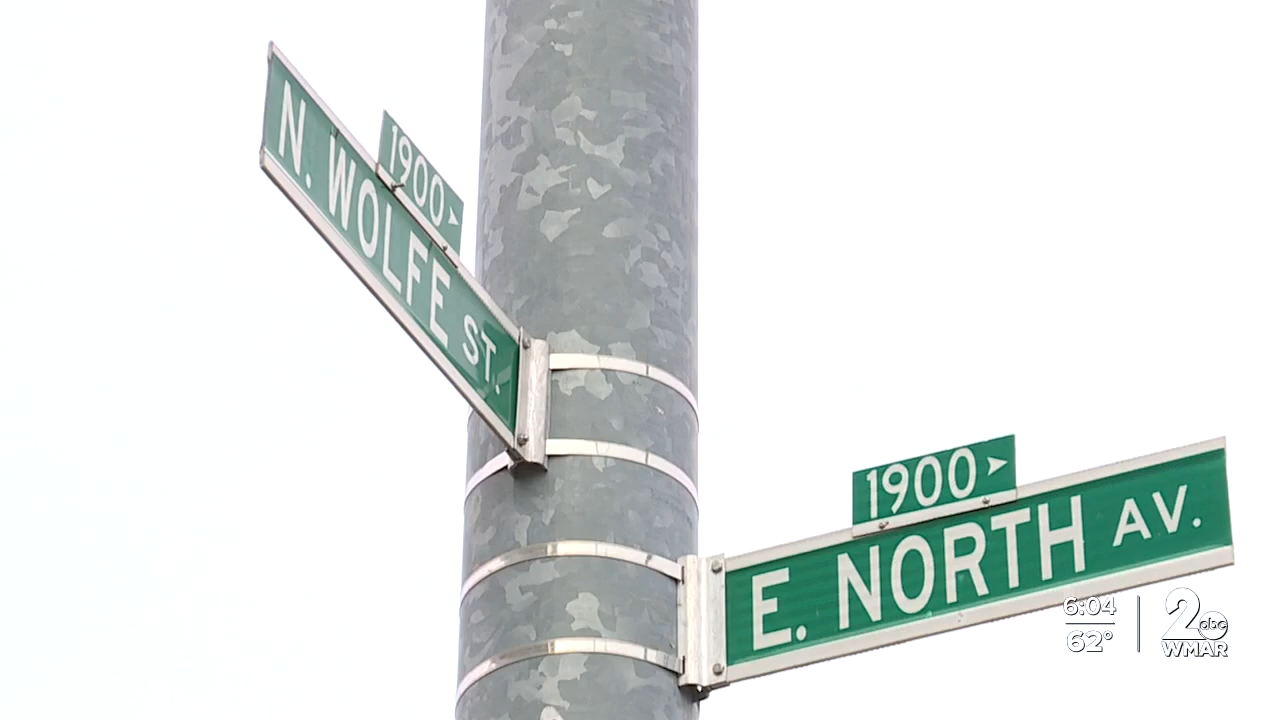 1900
N. WOLFE ST.
1900
E. NORTH AV.
6:04
62°
2 abc
WMAR